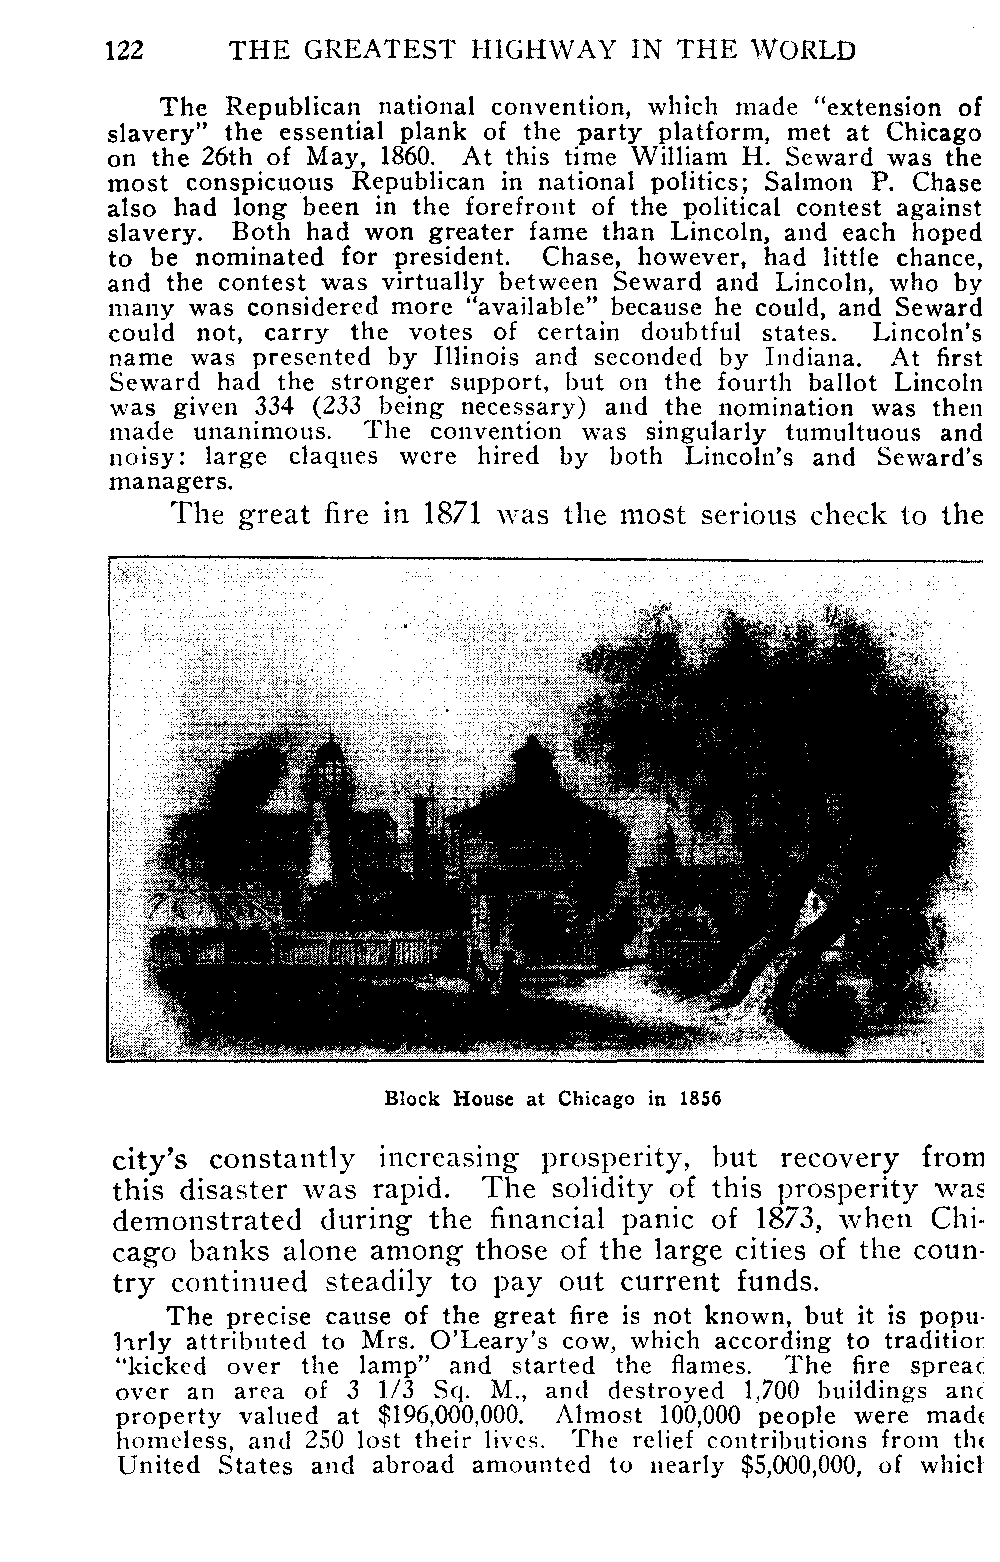 122 THE GREATEST HIGHWAY IN THE WORLD
The Republican national convention, which made "extension of
slavery" the essential plank of the party platform, met at Chicago
on the 26th of May, 1860. At this time William H. Seward was the
most conspicuous Republican in national politics; Salmon P. Chase
also had long been in the forefront of the political contest against
slavery. Both had won greater fame than Lincoln, and each hoped
to be nominated for president. Chase, however, had little chance,
and the contest was virtually between Seward and Lincoln, who by
many was considered more "available" because he could, and Seward
could not, carry the votes of certain doubtful states. Lincoln's
name was presented by Illinois and seconded by Indiana. At first
Seward had the stronger support, but on the fourth ballot Lincoln
was given 334 (233 being necessary) and the nomination was then
made unanimous. The convention was singularly tumultuous and
noisy: large claques were hired by both Lincoln's and Seward's
managers.
The great fire in 1871 was the most serious check to the
Block House at Chicago in 1856
city's constantly increasing prosperity, but recovery from
this disaster was rapid. The solidity of this prosperity was
demonstrated during the financial panic of 1873, when Chi-
cago banks alone among those of the large cities of the coun-
try continued steadily to pay out current funds.
The precise cause of the great fire is not known, but it is popu-
larly attributed to Mrs. O'Leary's cow, which according to tradition
"kicked over the lamp" and started the flames. The fire spread
over an area of 3 1/3 Sq. M., and destroyed 1,700 buildings and
property valued at $196,000,000. Almost 100,000 people were made
homeless, and 250 lost their lives. The relief contributions from the
United States and abroad amounted to nearly $5,000,000, of which